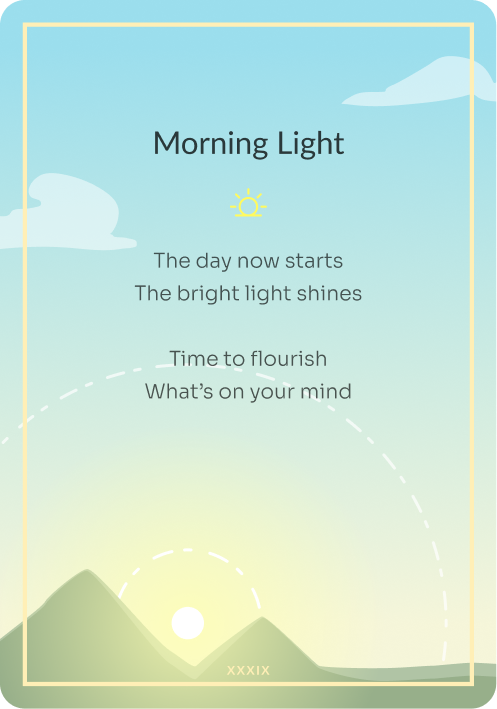 Morning Light
The day now starts
The bright light shines
Time to flourish
What's on your mind
XXXIX